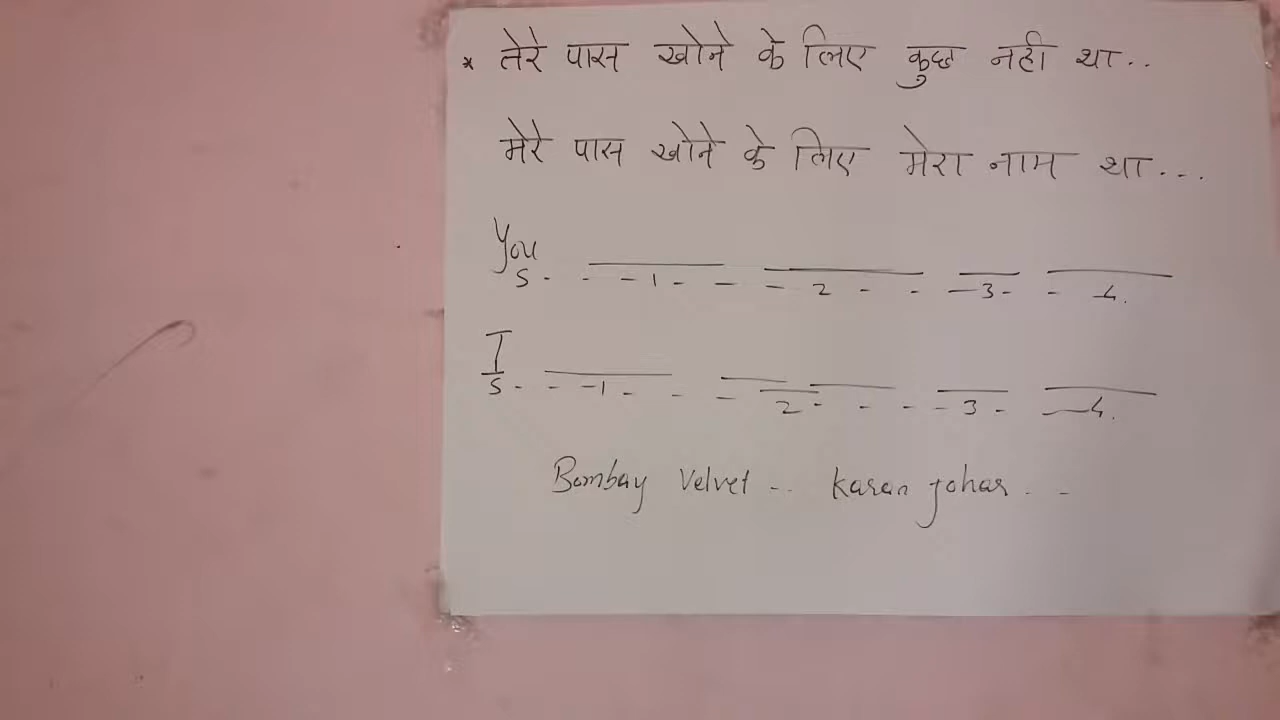 * तेरे पास खोने के लिए कुछ नही था..
मेरे पास खोने के लिए मेरा नाम था...
You
S - - - 1 - - - 2 - - - 3 - - 4.
I
S - - - 1 - - - 2 - - - - 3 - - 4.
Bombay Velvet .. Karan Johar . . -